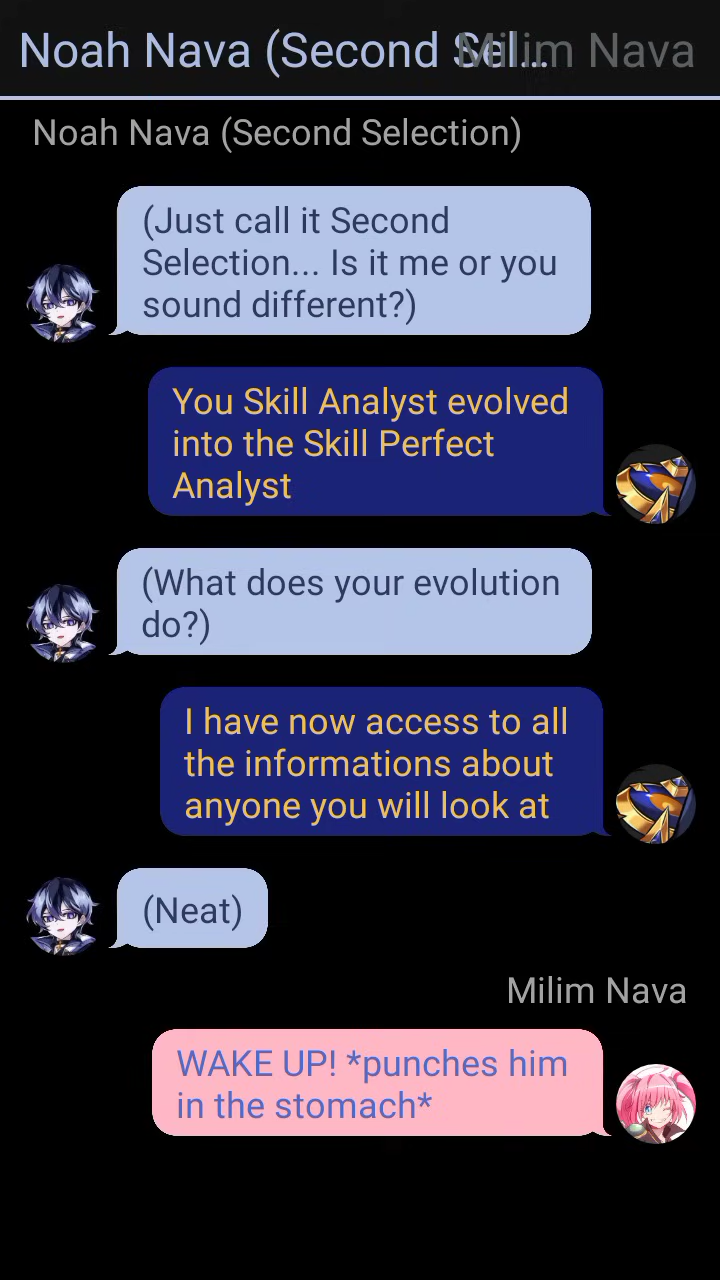 Noah Nava (Second Sel...
Milim Nava
Noah Nava (Second Selection)
(Just call it Second
Selection... Is it me or you
sound different?)
You Skill Analyst evolved
into the Skill Perfect
Analyst
(What does your evolution
do?)
I have now access to all
the informations about
anyone you will look at
(Neat)
Milim Nava
WAKE UP! *punches him
in the stomach*